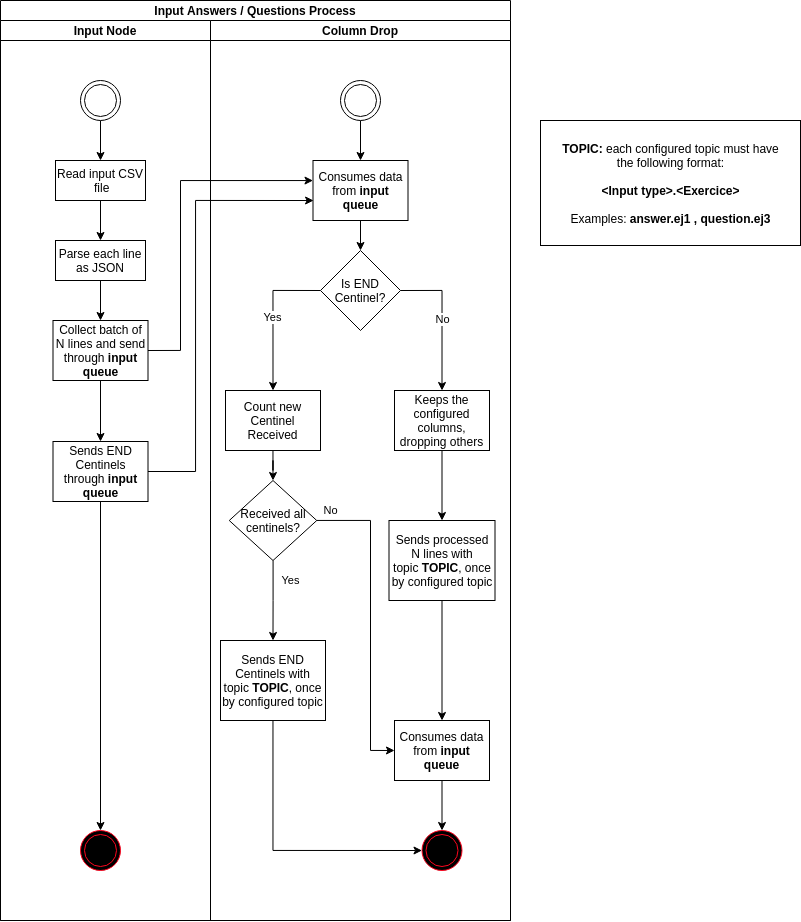 Input Answers / Questions Process
Input Node
Column Drop
Read input CSV
file
Parse each line
as JSON
Collect batch of
N lines and send
through input
queue
Sends END
Centinels
through input
queue
Consumes data
from input
queue
Is END
Centinel?
Yes
No
Count new
Centinel
Received
Keeps the
configured
columns,
dropping others
Received all
centinels?
No
Yes
Sends processed
N lines with
topic TOPIC, once
by configured topic
Sends END
Centinels with
topic TOPIC, once
by configured topic
Consumes data
from input
queue
TOPIC: each configured topic must have
the following format:
<Input type>.<Exercice>
Examples: answer.ej1 , question.ej3